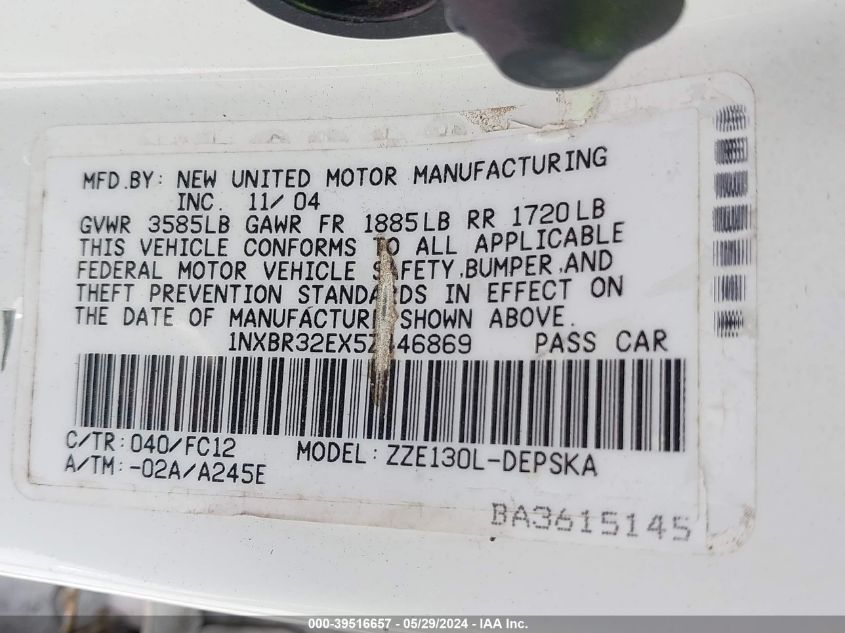 MFD.BY: NEW UNITED MOTOR MANUFACTURING
INC. 11/04
GVWR 3585LB GAWR FR 1885LB RR 1720LB
THIS VEHICLE CONFORMS TO ALL APPLICABLE
FEDERAL MOTOR VEHICLE SAFETY,BUMPER,AND
THEFT PREVENTION STANDARDS IN EFFECT ON
THE DATE OF MANUFACTURE SHOWN ABOVE.
1NXBR32EX5Z446869 PASS CAR
C/TR:040/FC12 MODEL:ZZE130L-DEPSKA
A/TM:-02A/A245E
BA3615145
000-39516657 - 05/29/2024 - IAA Inc.